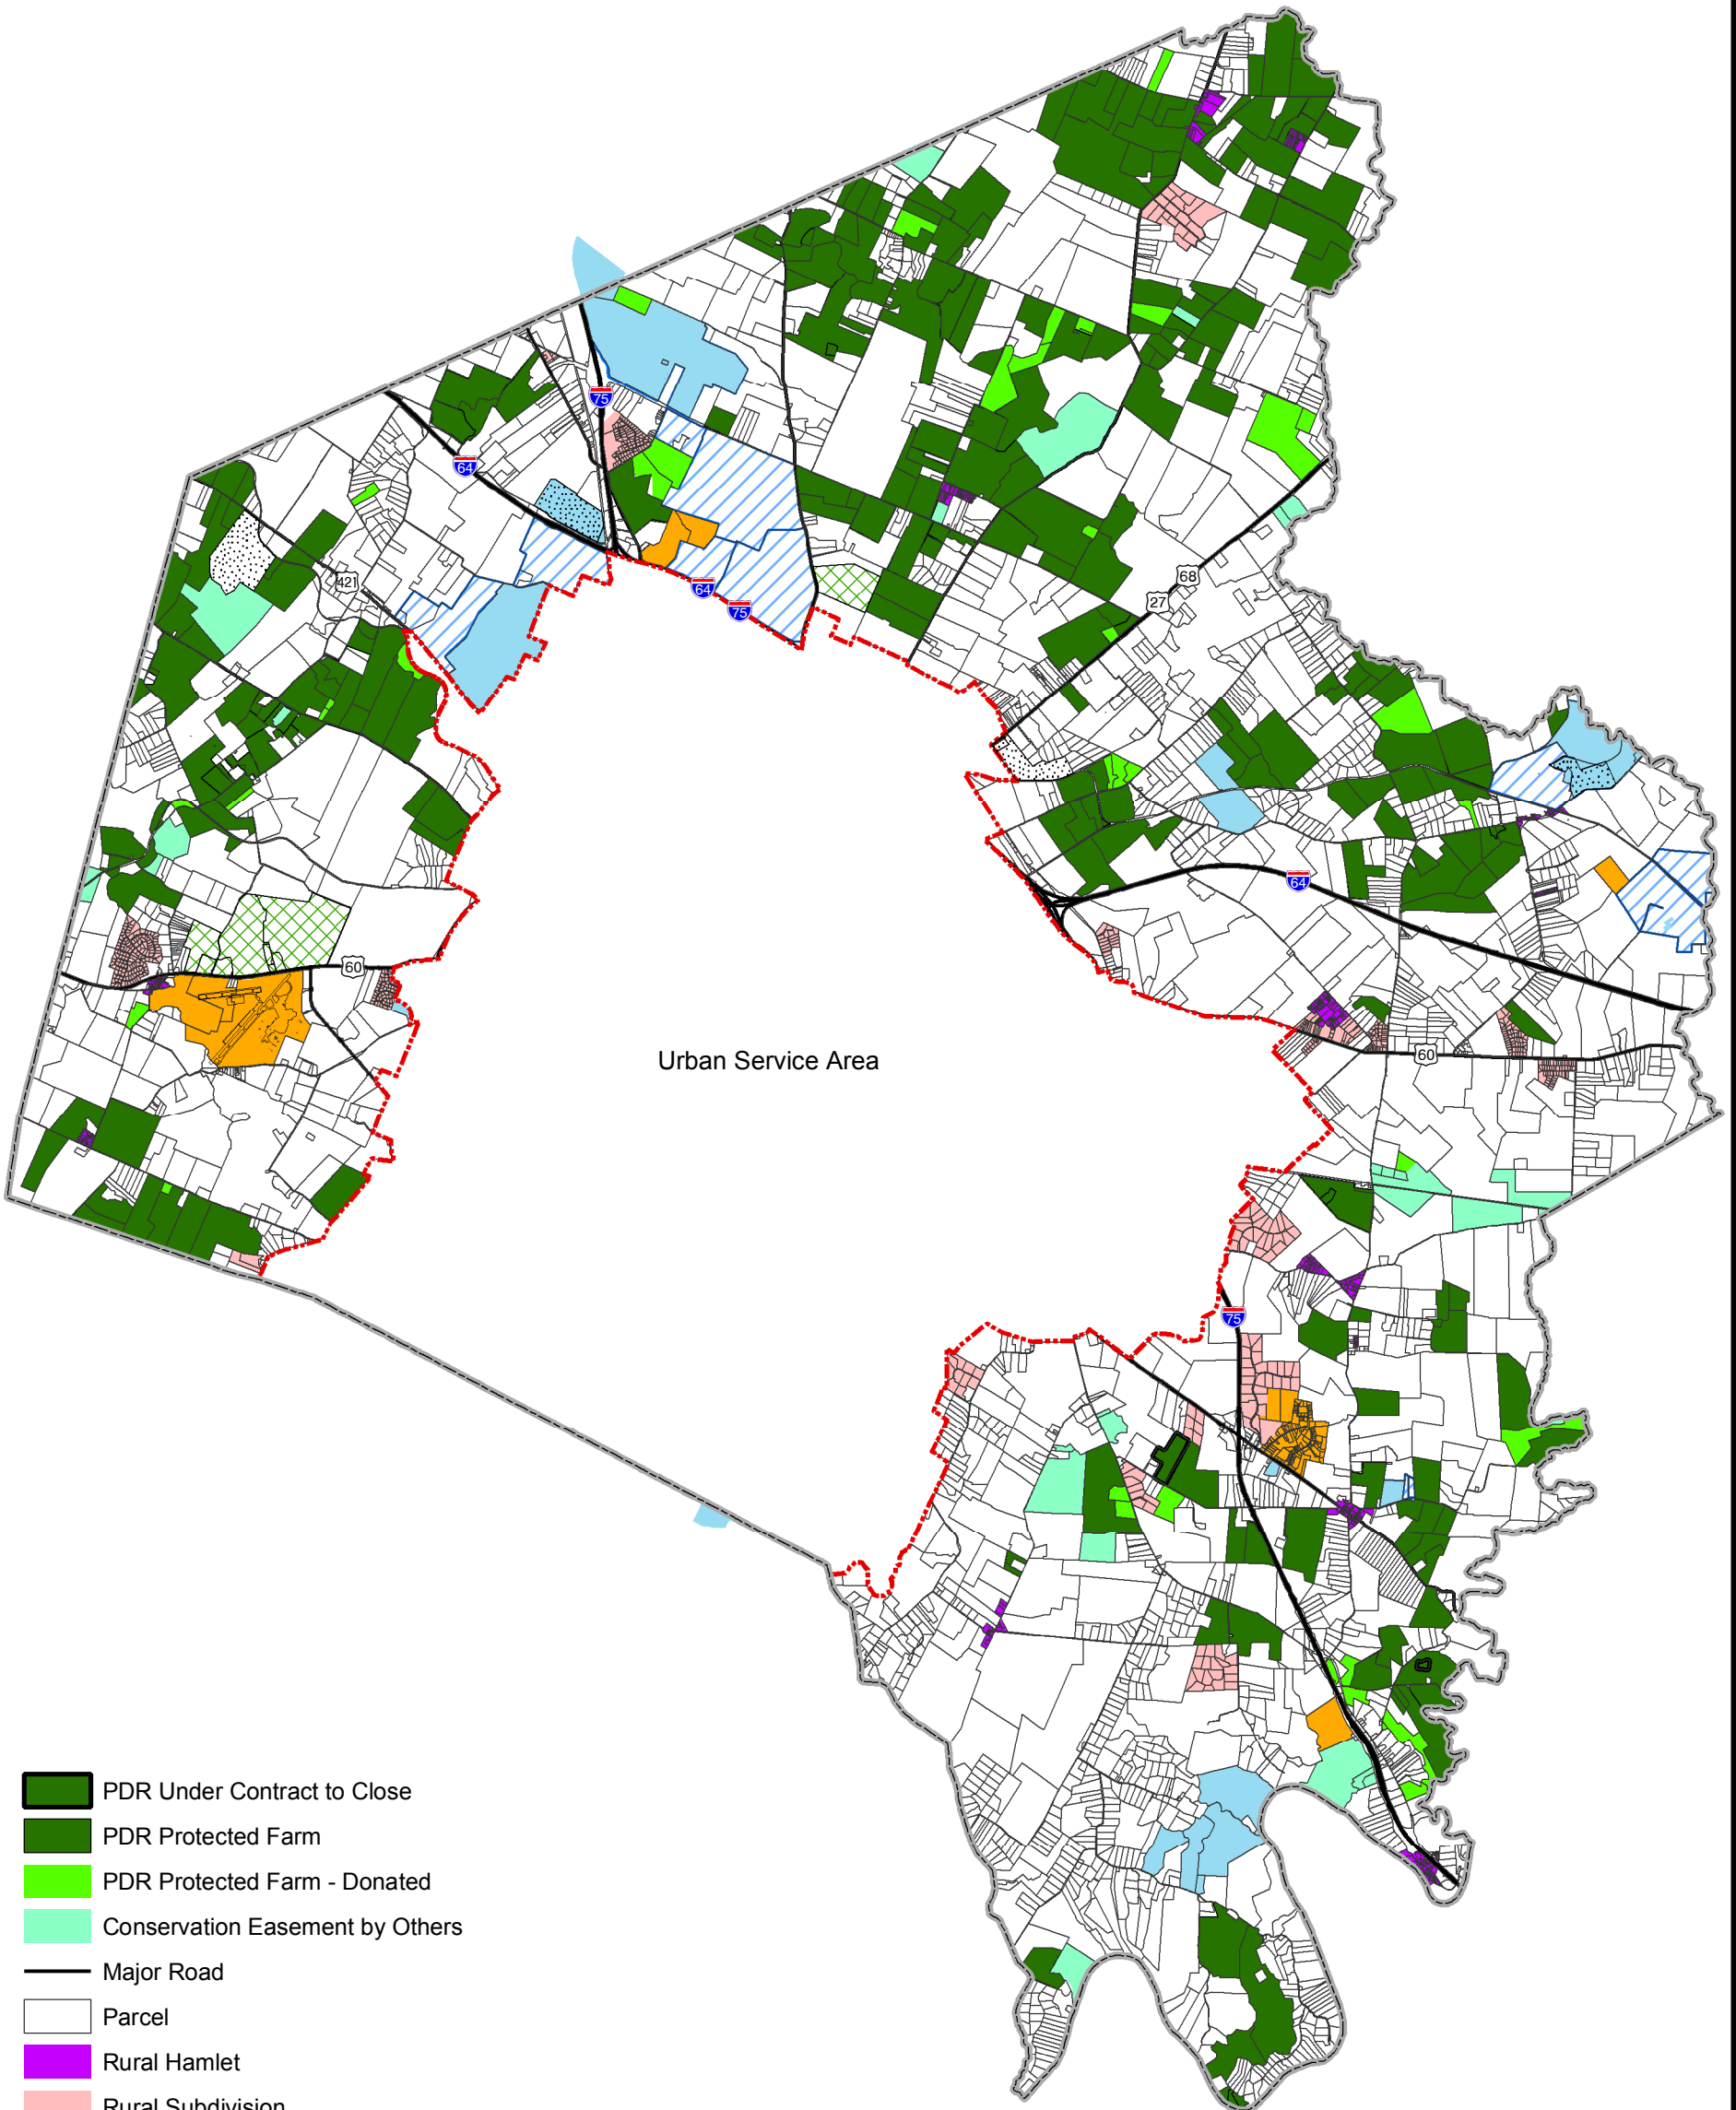 75
64
421
64
75
68
27
64
60
60
Urban Service Area
75
PDR Under Contract to Close
PDR Protected Farm
PDR Protected Farm - Donated
Conservation Easement by Others
Major Road
Parcel
Rural Hamlet
Rural Subdivision